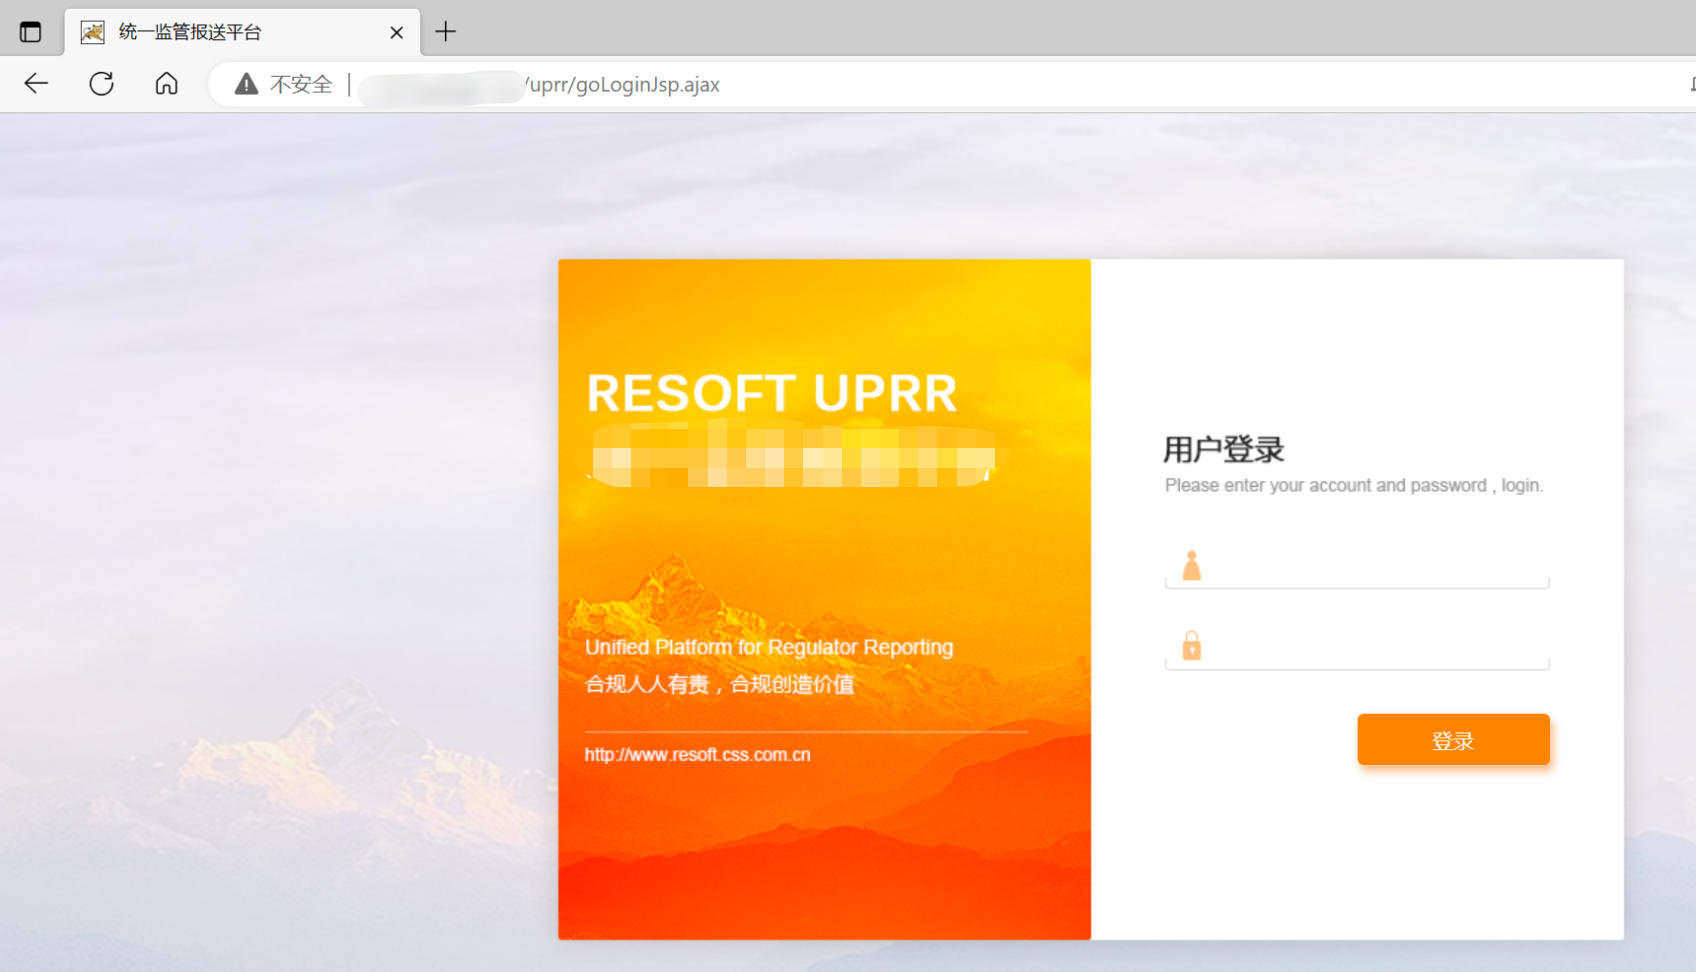 统一监管报送平台
不安全
/uprr/goLoginJsp.ajax
RESOFT UPRR
Unified Platform for Regulator Reporting
合规人人有责，合规创造价值
http://www.resoft.css.com.cn
用户登录
Please enter your account and password , login.
登录